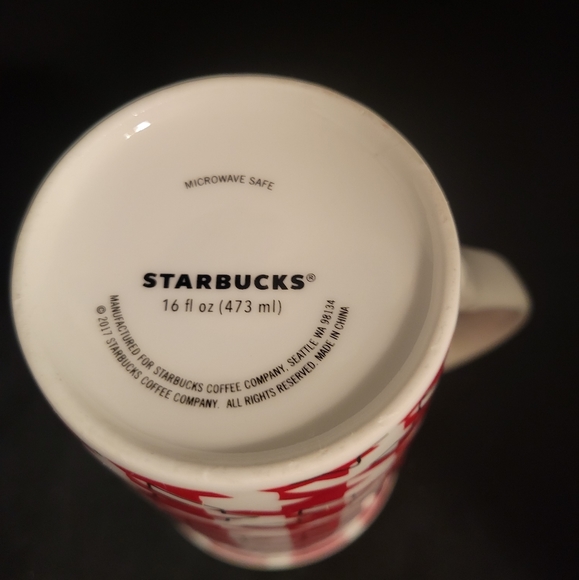 MICROWAVE SAFE
STARBUCKS®
16 fl oz (473 ml)
MANUFACTURED FOR STARBUCKS COFFEE COMPANY, SEATTLE WA 98134
© 2017 STARBUCKS COFFEE COMPANY. ALL RIGHTS RESERVED. MADE IN CHINA